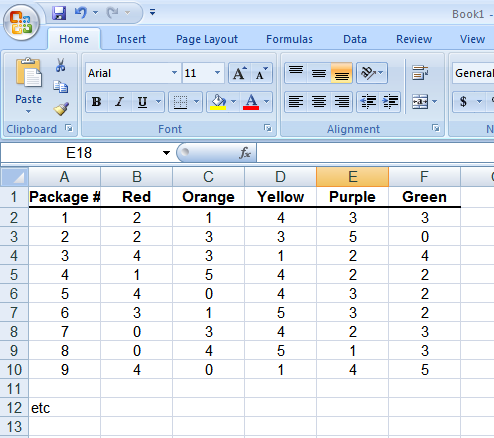 Book1 -
Home Insert Page Layout Formulas Data Review View
Paste Arial 11 A A General
B I U A $
Clipboard Font Alignment N
E18 fx
A B C D E F
1 Package # Red Orange Yellow Purple Green
2 1 2 1 4 3 3
3 2 2 3 3 5 0
4 3 4 3 1 2 4
5 4 1 5 4 2 2
6 5 4 0 4 3 2
7 6 3 1 5 3 2
8 7 0 3 4 2 3
9 8 0 4 5 1 3
10 9 4 0 1 4 5
11
12 etc
13